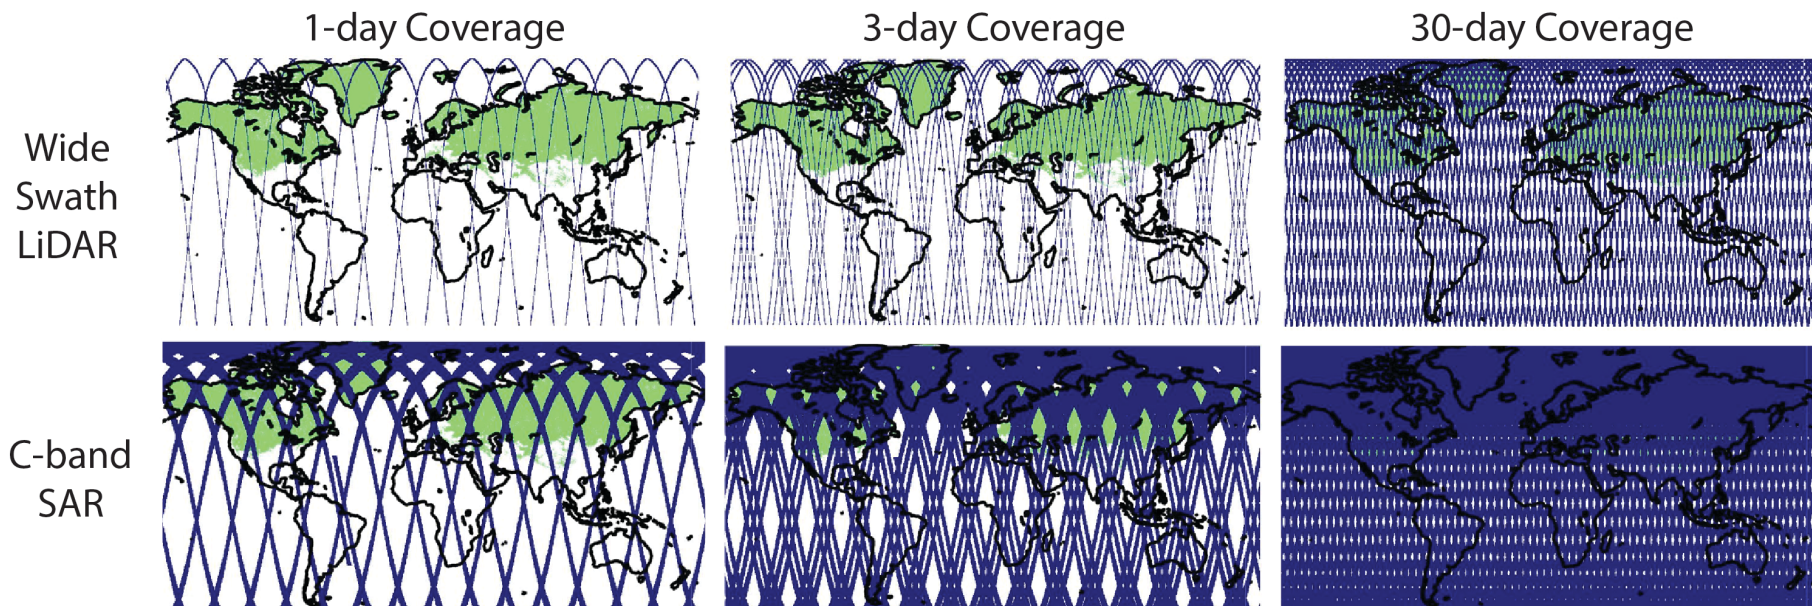 1-day Coverage
3-day Coverage
30-day Coverage
Wide
Swath
LiDAR
C-band
SAR